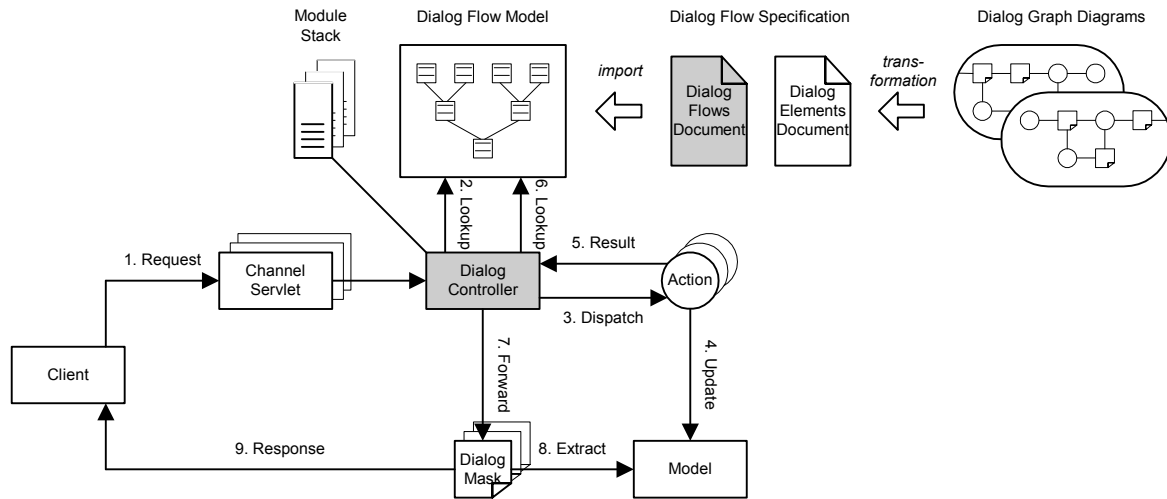 Module
Stack
Dialog Flow Model
Dialog Flow Specification
Dialog Graph Diagrams
import
Dialog
Flows
Document
Dialog
Elements
Document
trans-
formation
2. Lookup
6. Lookup
1. Request
Channel
Servlet
Dialog
Controller
5. Result
Action
3. Dispatch
7. Forward
4. Update
Client
9. Response
Dialog
Mask
8. Extract
Model